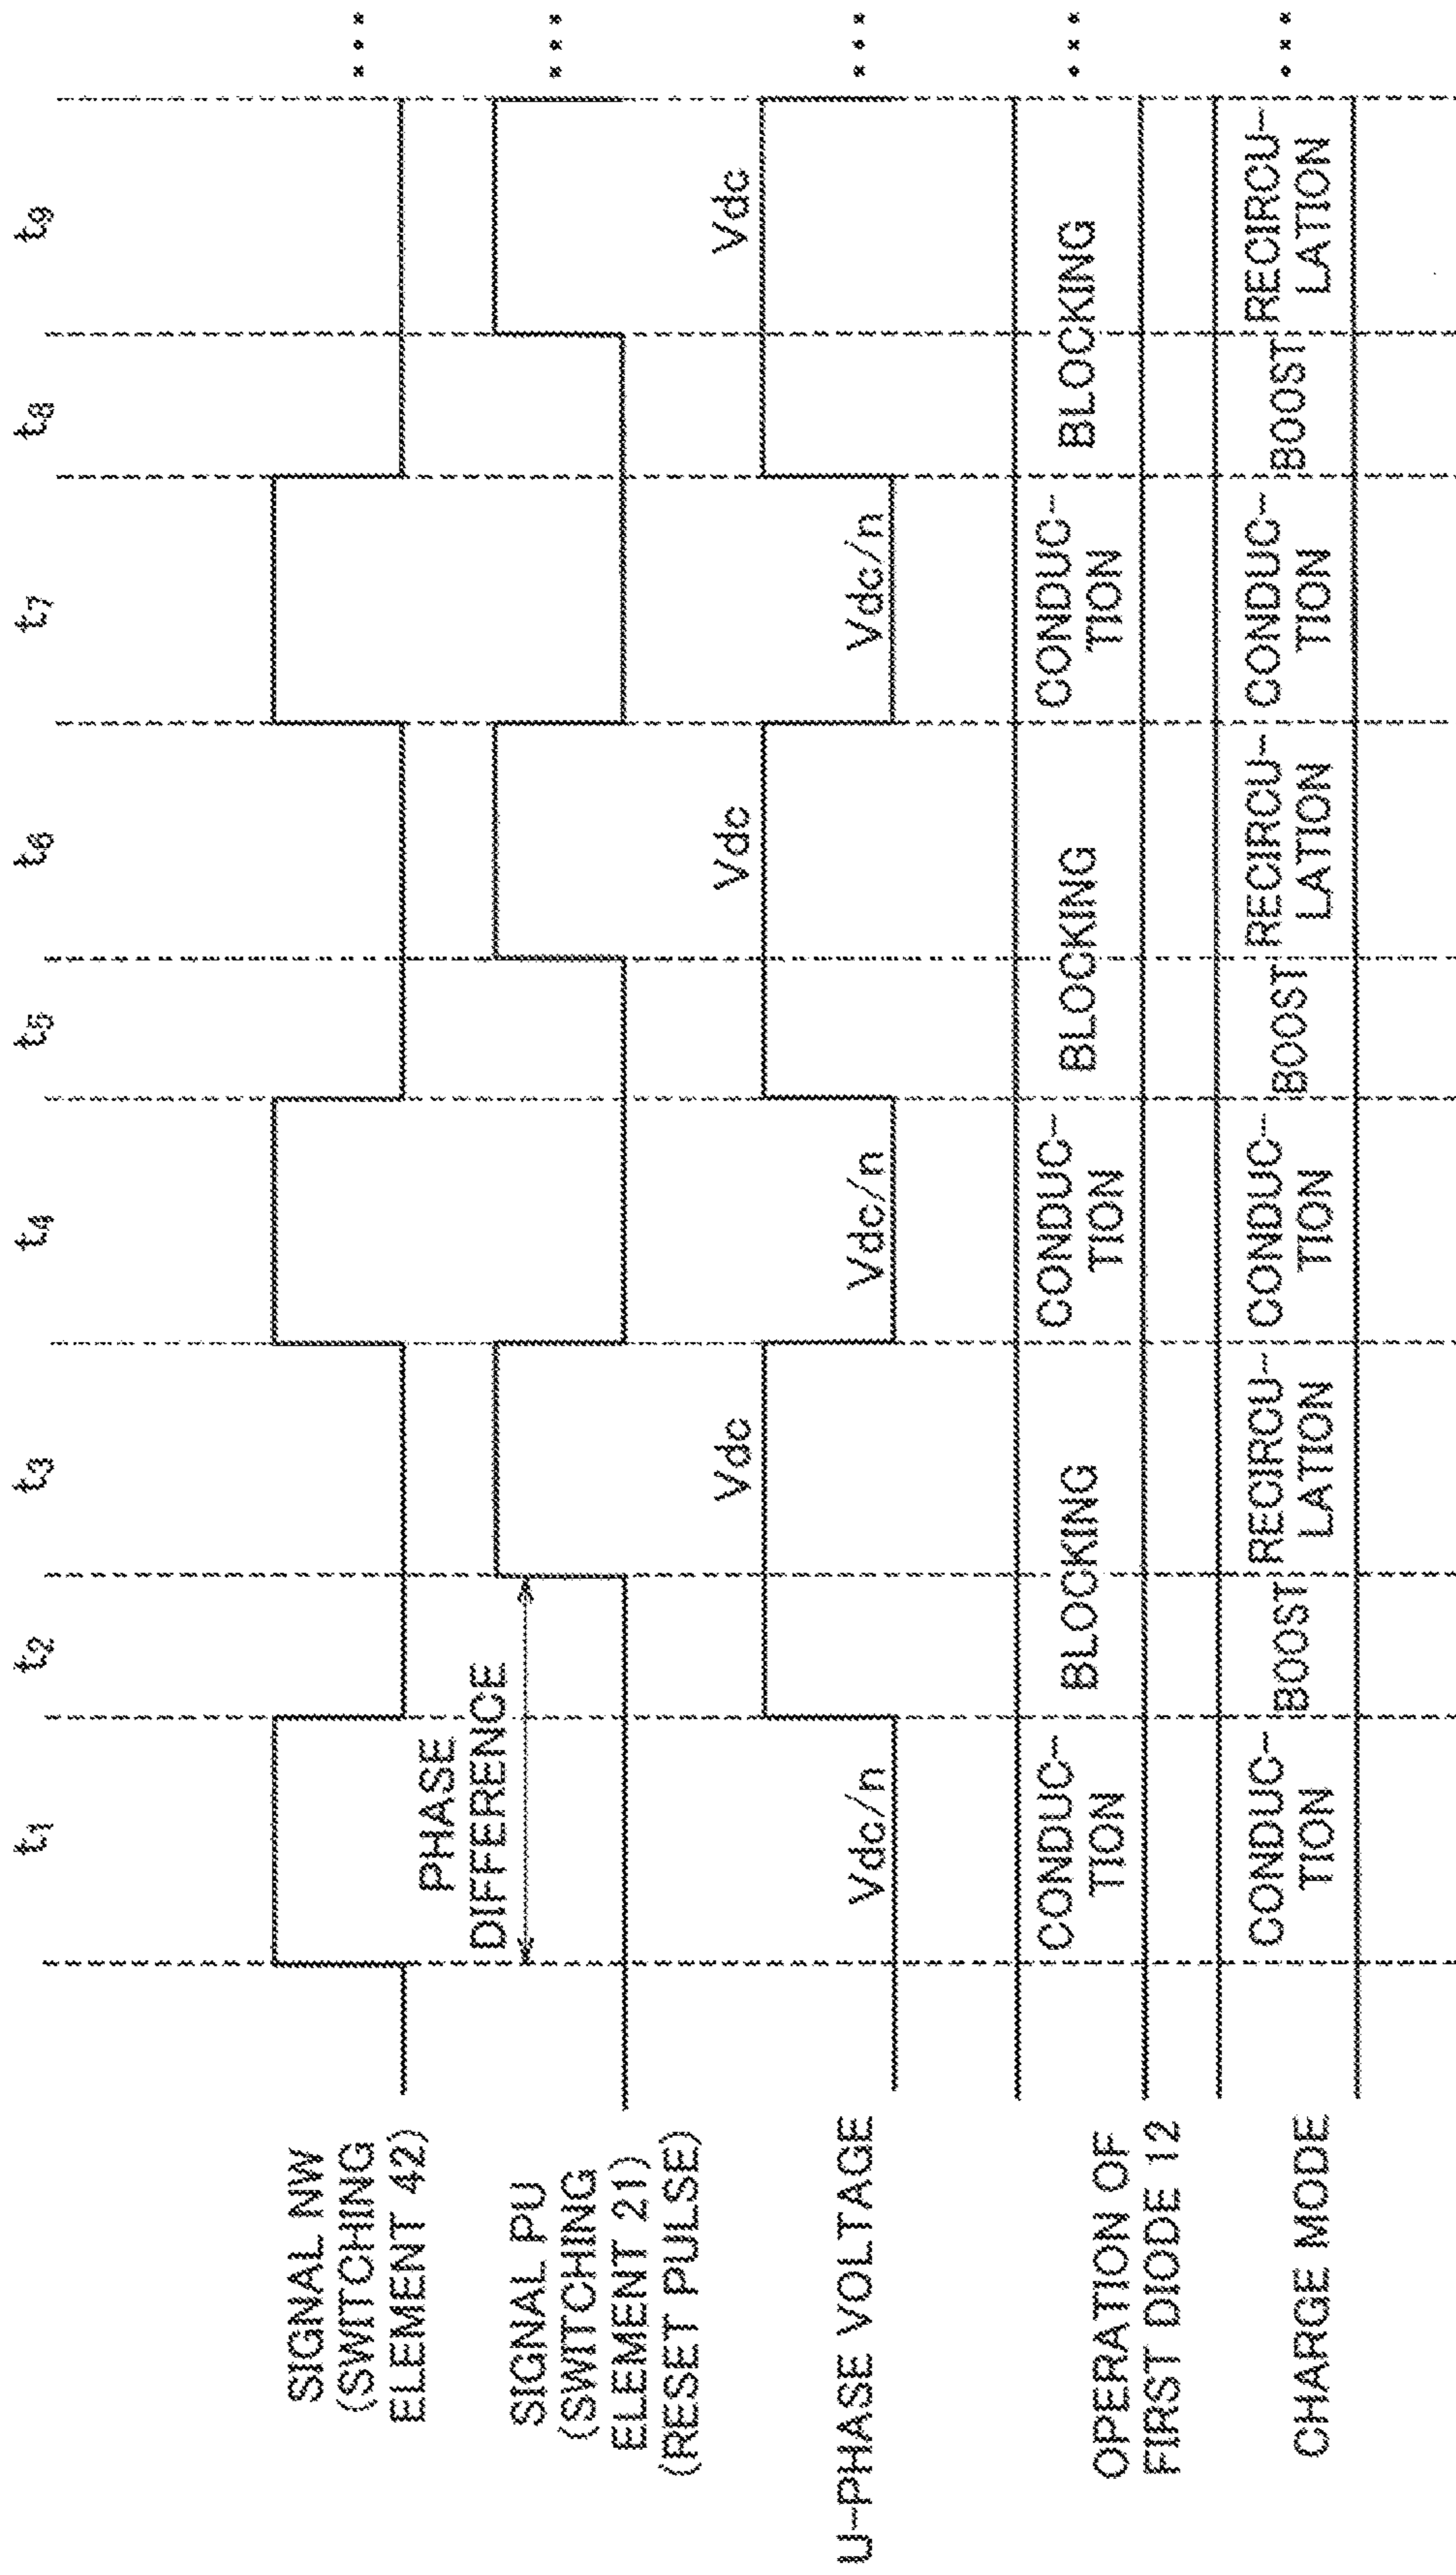 t1 t2 t3 t4 t5 t6 t7 t8 t9
SIGNAL NW
(SWITCHING
ELEMENT 42)
PHASE
DIFFERENCE
SIGNAL PU
(SWITCHING
ELEMENT 21)
(RESET PULSE)
Vdc Vdc Vdc
U-PHASE VOLTAGE
Vdc/n Vdc/n Vdc/n
OPERATION OF
FIRST DIODE 12
CONDUC-
TION
BLOCKING
CONDUC-
TION
BLOCKING
CONDUC-
TION
BLOCKING
CHARGE MODE
CONDUC-
TION
BOOST
RECIRCU-
LATION
CONDUC-
TION
BOOST
RECIRCU-
LATION
CONDUC-
TION
BOOST
RECIRCU-
LATION